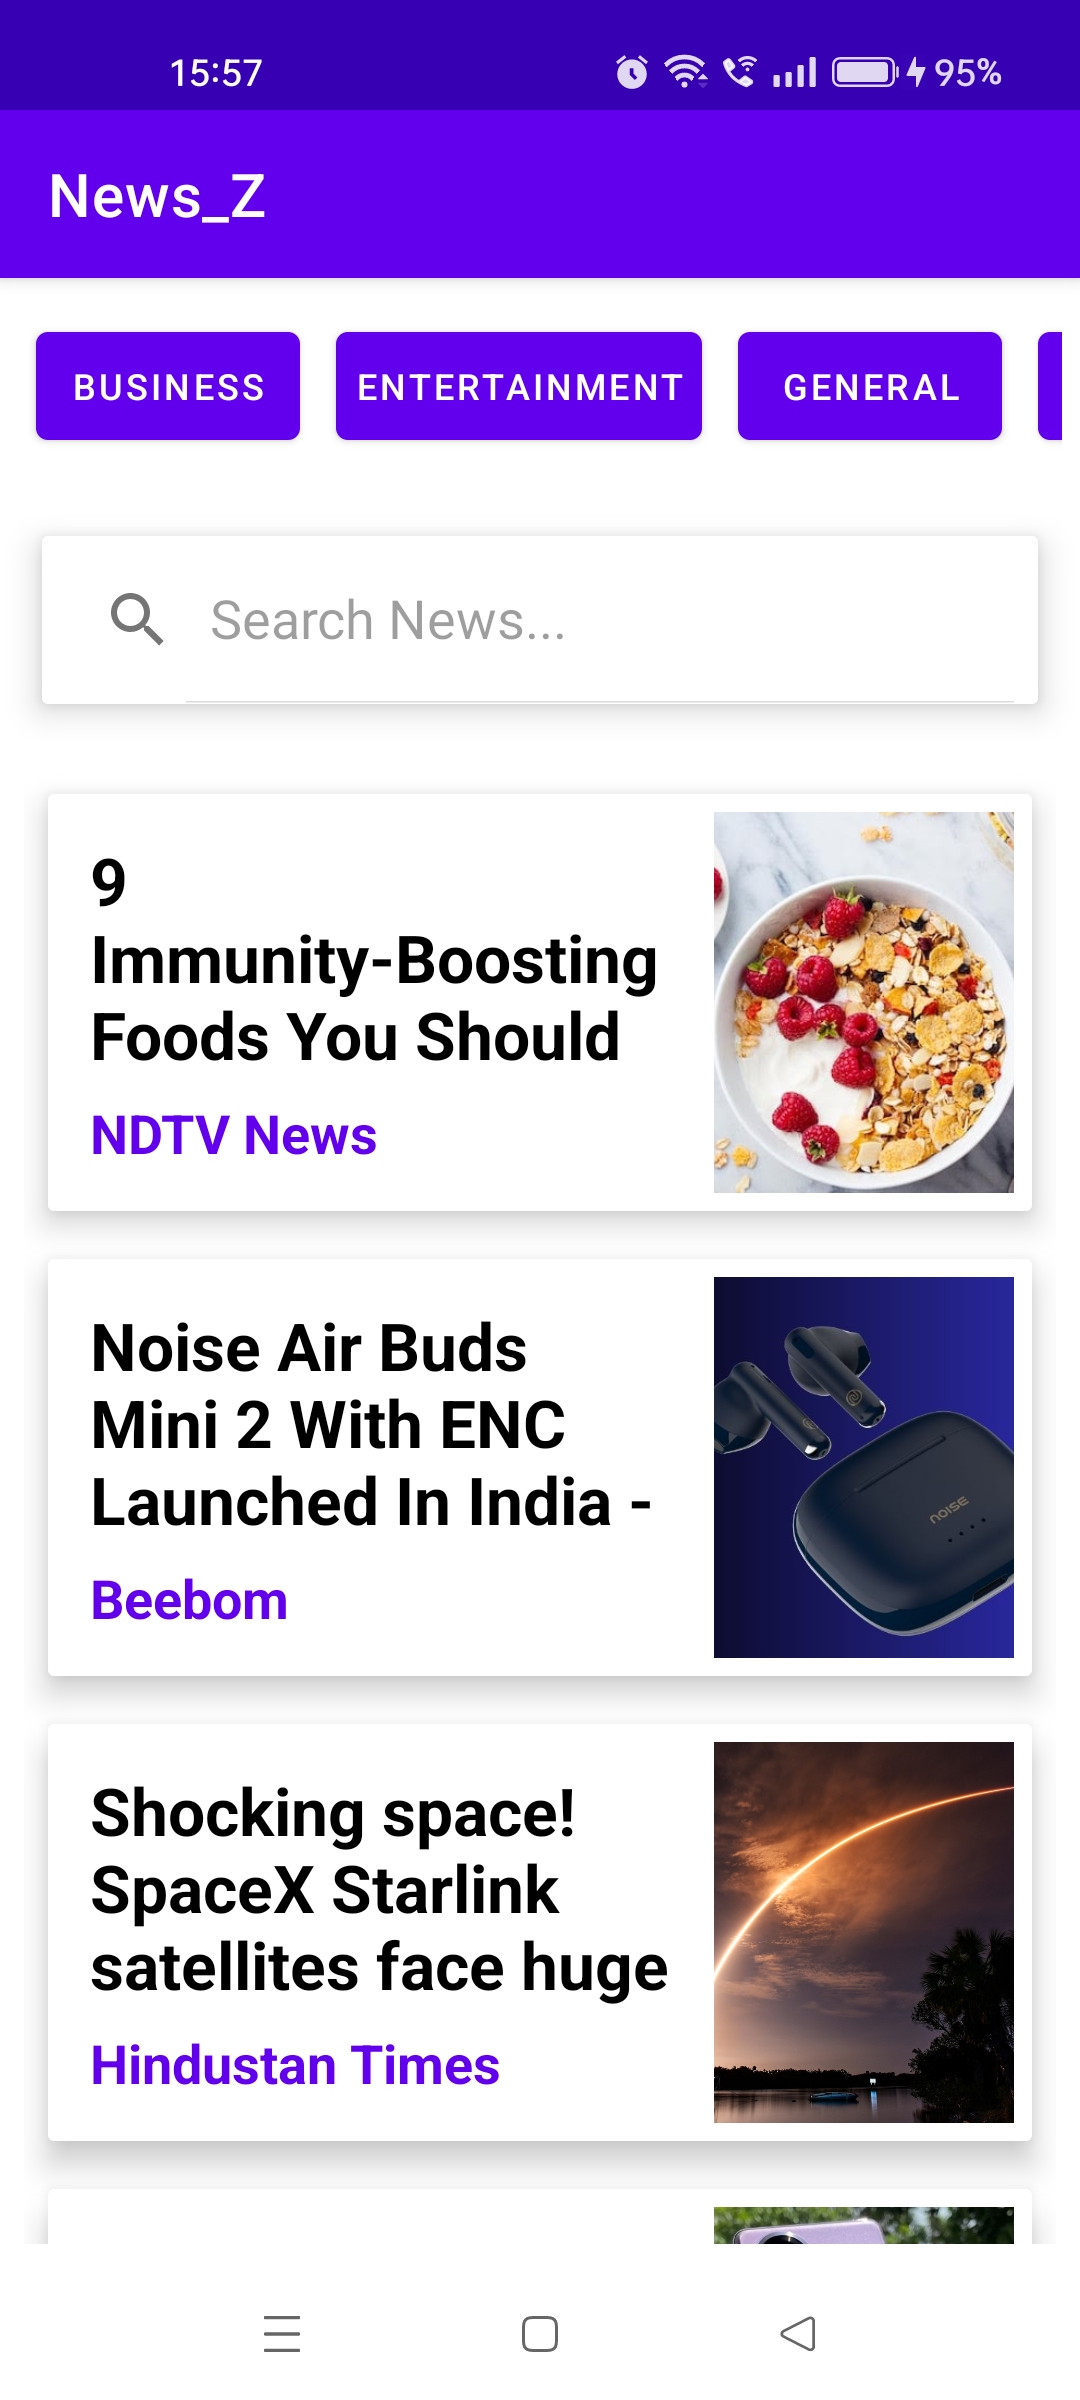 15:57
95%
News_Z
BUSINESS
ENTERTAINMENT
GENERAL
Search News...
9
Immunity-Boosting
Foods You Should
NDTV News
Noise Air Buds
Mini 2 With ENC
Launched In India -
Beebom
NOISE
Shocking space!
SpaceX Starlink
satellites face huge
Hindustan Times